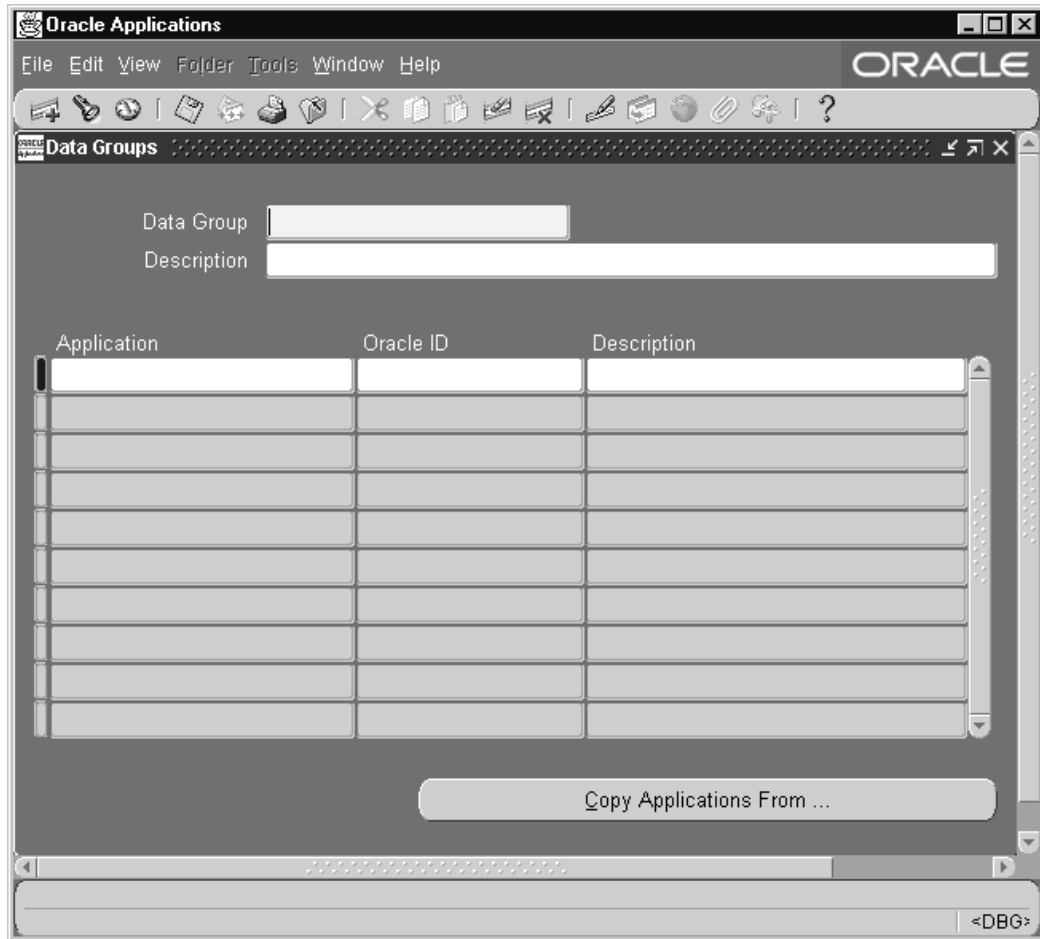 Oracle Applications
File Edit View Folder Tools Window Help
ORACLE
?
Data Groups
Data Group
Description
Application Oracle ID Description
Copy Applications From ...
<DBG>